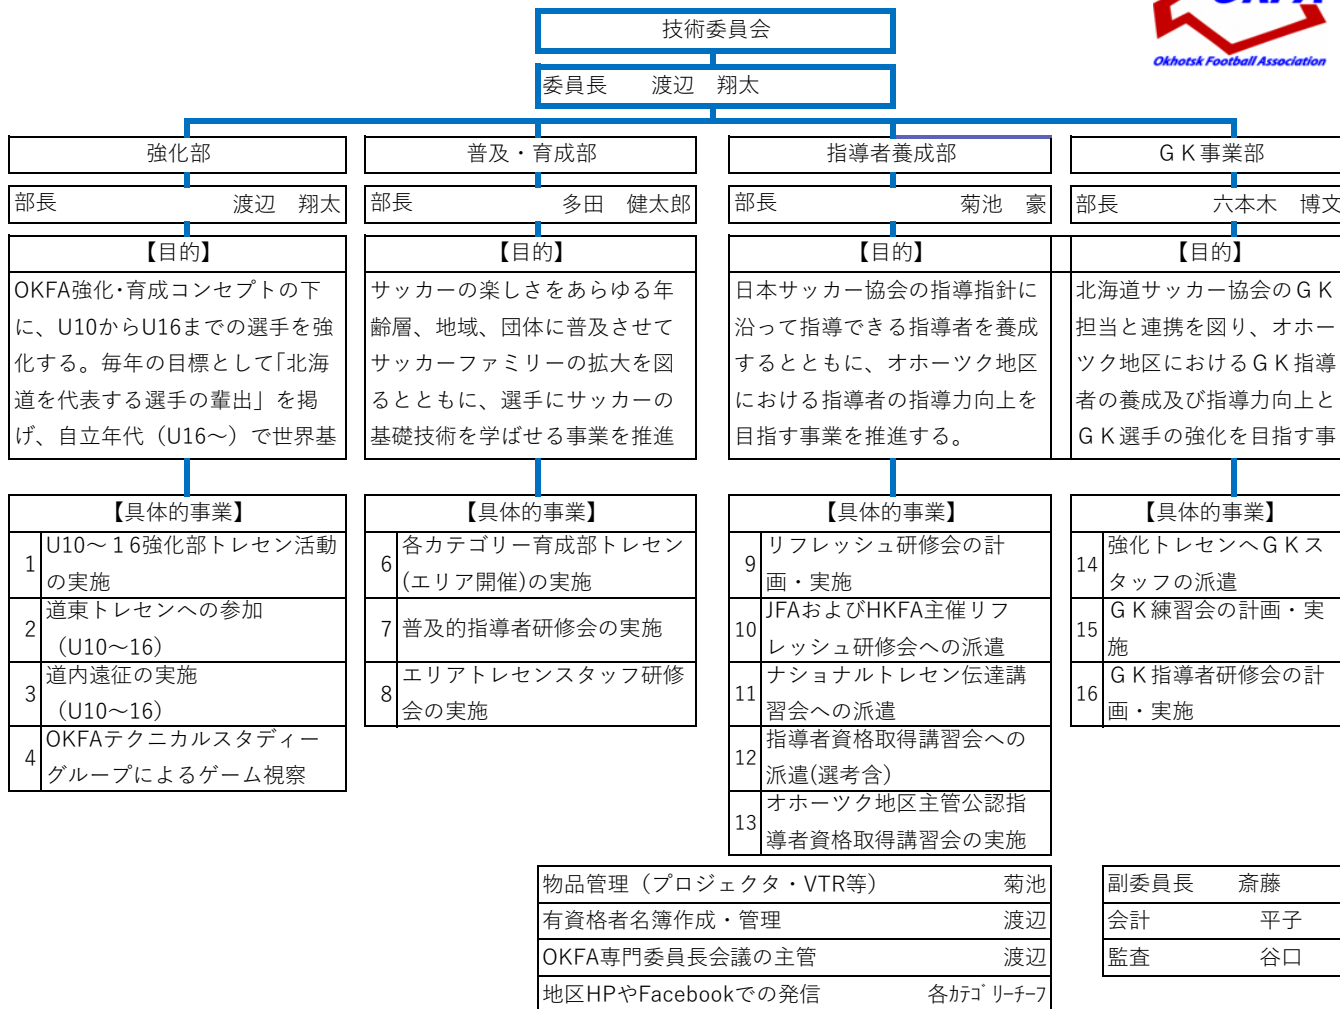 技術委員会
OKFA
Okhotsk Football Association
委員長　渡辺　翔太
強化部
部長　渡辺　翔太
【目的】
OKFA強化･育成コンセプトの下
に、U10からU16までの選手を強
化する。毎年の目標として｢北海
道を代表する選手の輩出」を掲
げ、自立年代（U16～）で世界基
【具体的事業】
1 U10～１6強化部トレセン活動
の実施
2 道東トレセンへの参加
（U10～16）
3 道内遠征の実施
（U10～16）
4 OKFAテクニカルスタディー
グループによるゲーム視察
普及・育成部
部長　多田　健太郎
【目的】
サッカーの楽しさをあらゆる年
齢層、地域、団体に普及させて
サッカーファミリーの拡大を図
るとともに、選手にサッカーの
基礎技術を学ばせる事業を推進
【具体的事業】
6 各カテゴリー育成部トレセン
(エリア開催)の実施
7 普及的指導者研修会の実施
8 エリアトレセンスタッフ研修
会の実施
指導者養成部
部長　菊池　豪
【目的】
日本サッカー協会の指導指針に
沿って指導できる指導者を養成
するとともに、オホーツク地区
における指導者の指導力向上を
目指す事業を推進する。
【具体的事業】
9 リフレッシュ研修会の計
画・実施
10 JFAおよびHKFA主催リフ
レッシュ研修会への派遣
11 ナショナルトレセン伝達講
習会への派遣
12 指導者資格取得講習会への
派遣(選考含）
13 オホーツク地区主管公認指
導者資格取得講習会の実施
ＧＫ事業部
部長　六本木　博文
【目的】
北海道サッカー協会のＧＫ
担当と連携を図り、オホー
ツク地区におけるＧＫ指導
者の養成及び指導力向上と
ＧＫ選手の強化を目指す事
【具体的事業】
14 強化トレセンへＧＫス
タッフの派遣
15 ＧＫ練習会の計画・実
施
16 ＧＫ指導者研修会の計
画・実施
物品管理（プロジェクタ・VTR等）　菊池
有資格者名簿作成・管理　渡辺
OKFA専門委員長会議の主管　渡辺
地区HPやFacebookでの発信　各ｶﾃｺﾞﾘｰﾁｰﾌ
副委員長　斎藤
会計　平子
監査　谷口